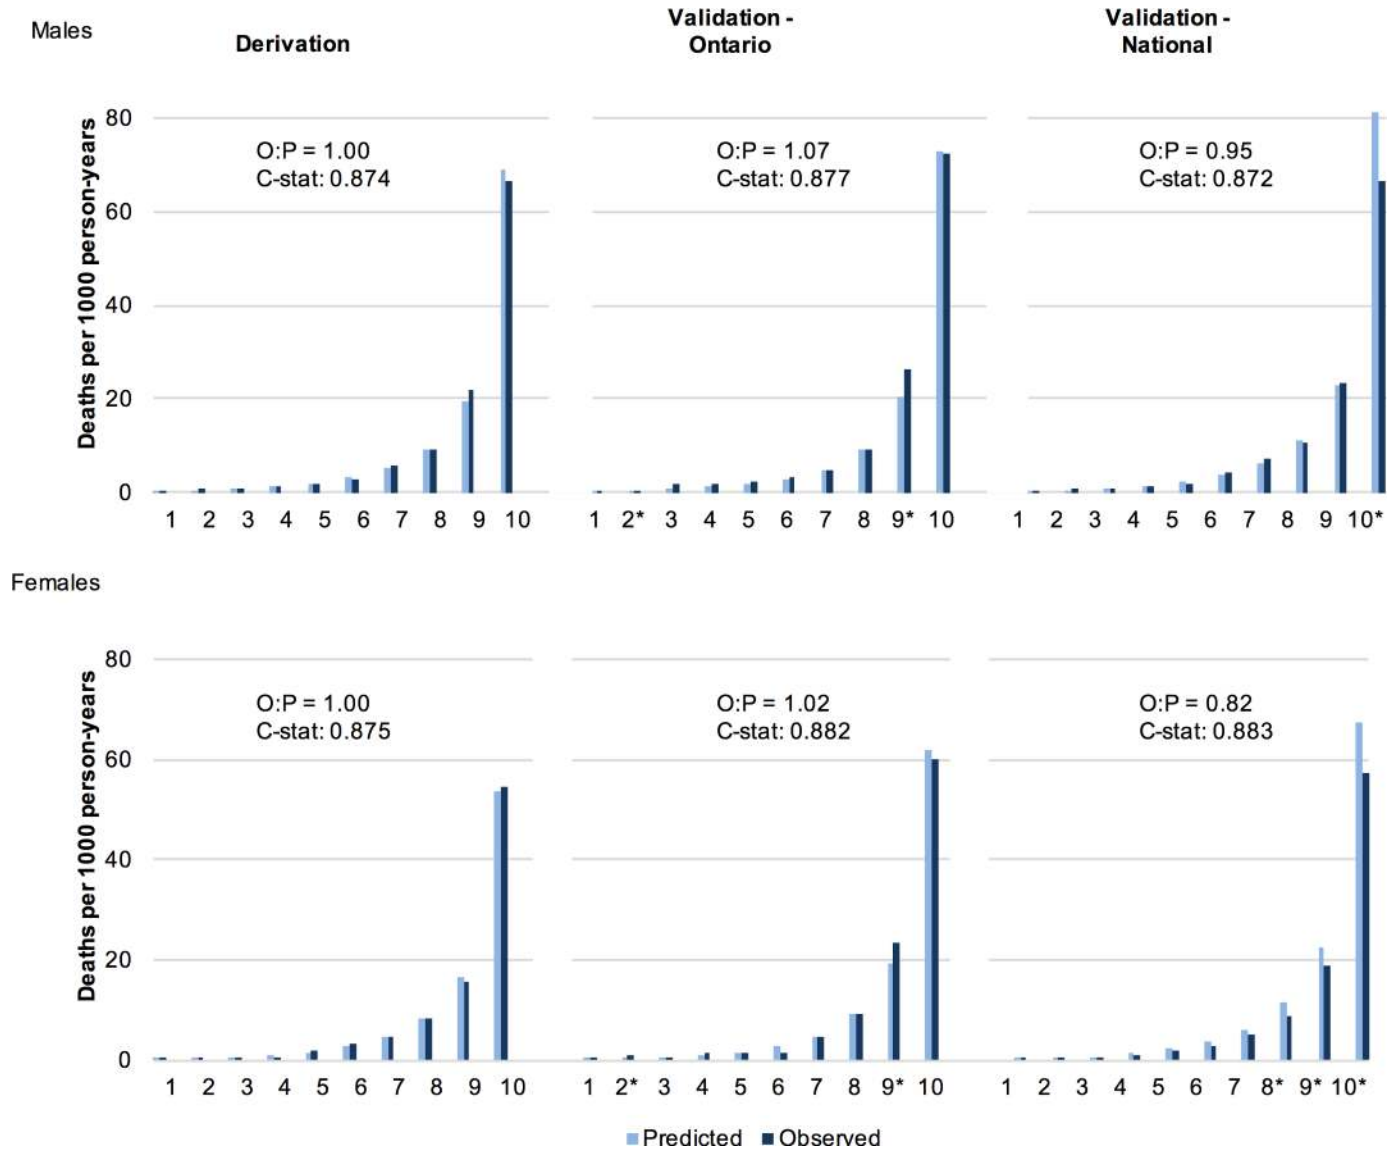 Males
Derivation
Validation -
Ontario
Validation -
National
Deaths per 1000 person-years
80
60
40
20
0
O:P = 1.00
C-stat: 0.874
O:P = 1.07
C-stat: 0.877
O:P = 0.95
C-stat: 0.872
1 2 3 4 5 6 7 8 9 10
1 2* 3 4 5 6 7 8 9* 10
1 2 3 4 5 6 7 8 9 10*
Females
Deaths per 1000 person-years
80
60
40
20
0
O:P = 1.00
C-stat: 0.875
O:P = 1.02
C-stat: 0.882
O:P = 0.82
C-stat: 0.883
1 2 3 4 5 6 7 8 9 10
1 2* 3 4 5 6 7 8 9* 10
1 2 3 4 5 6 7 8* 9* 10*
Predicted Observed